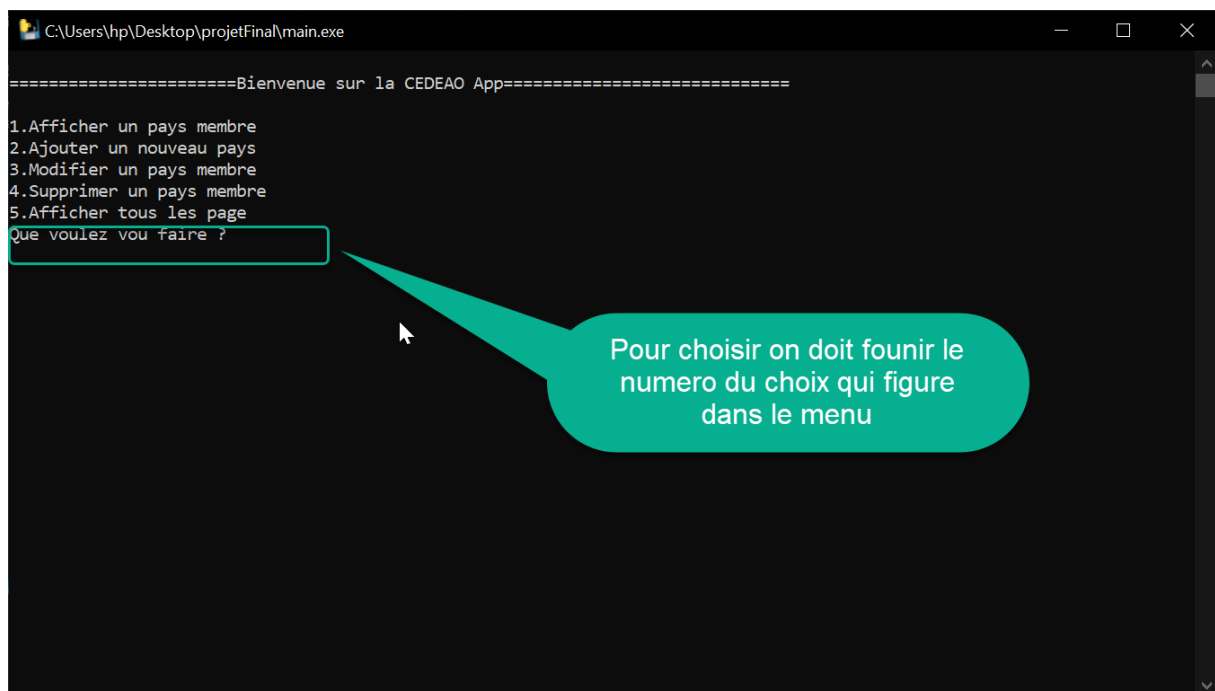 C:\Users\hp\Desktop\projetFinal\main.exe
=======================Bienvenue sur la CEDEAO App=============================
1.Afficher un pays membre
2.Ajouter un nouveau pays
3.Modifier un pays membre
4.Supprimer un pays membre
5.Afficher tous les page
Que voulez vou faire ?
Pour choisir on doit founir le
numero du choix qui figure
dans le menu